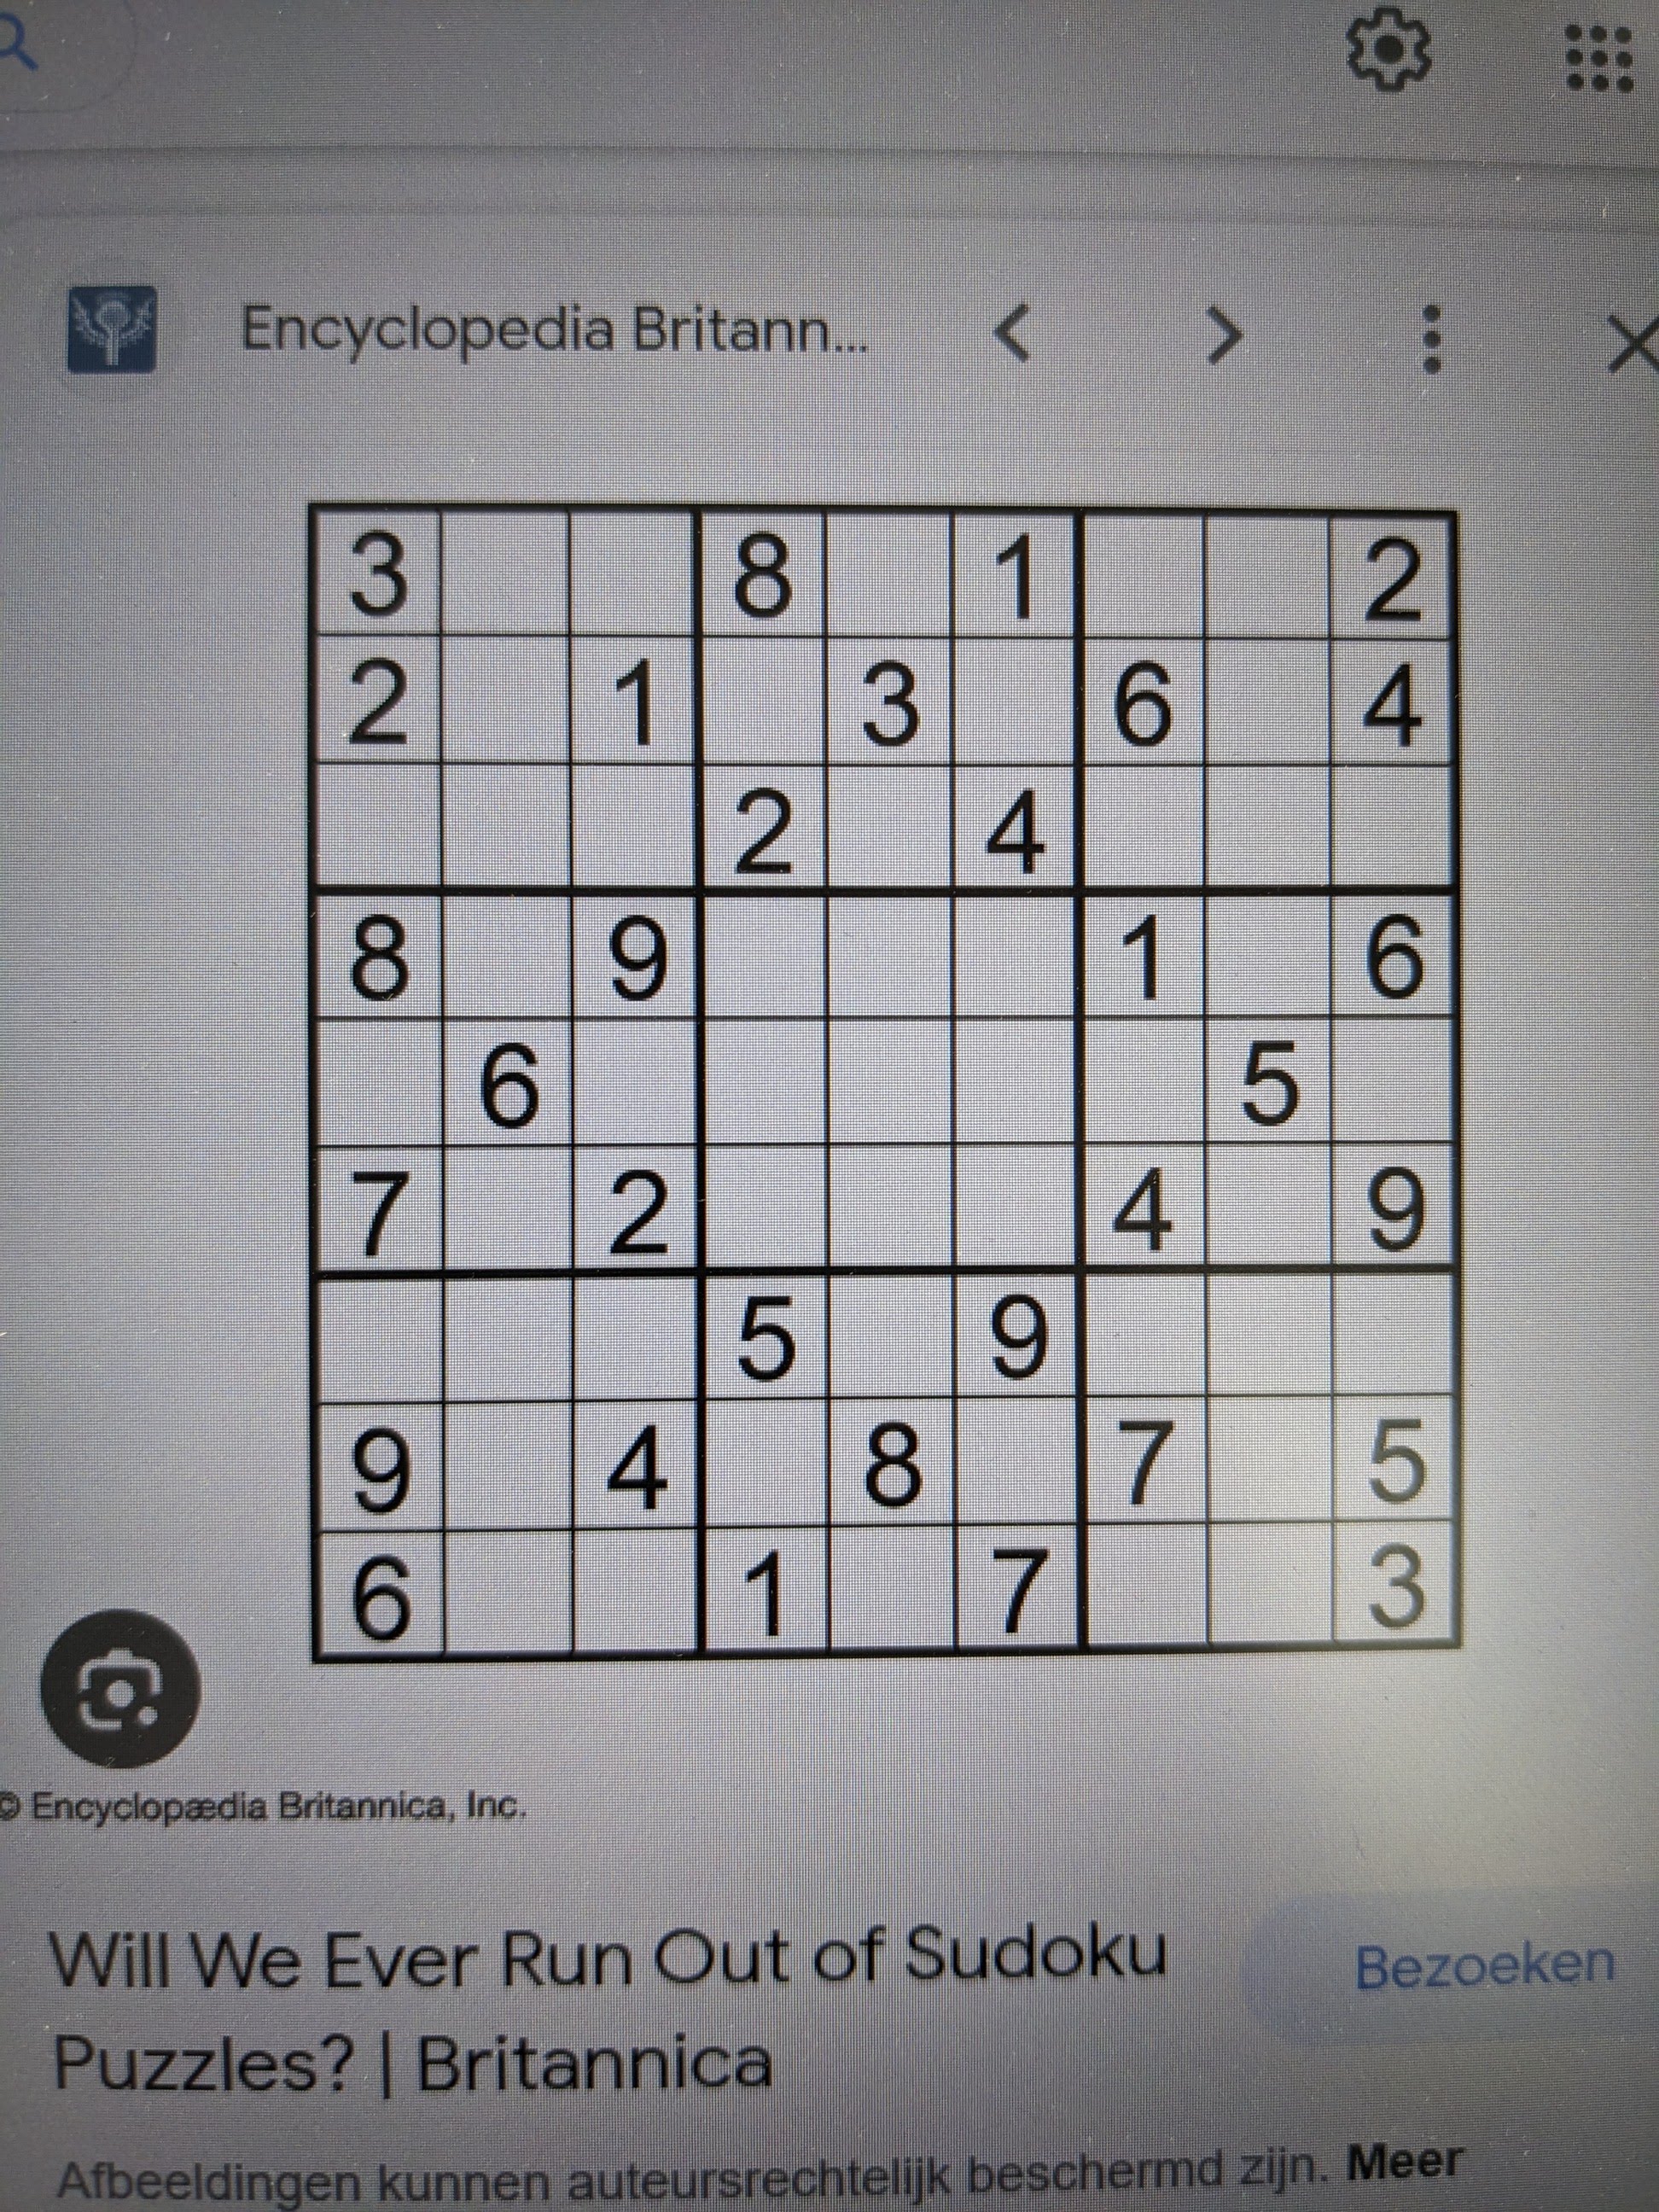 Encyclopedia Britann...
3 8 1 2
2 1 3 6 4
2 4
8 9 1 6
6 5
7 2 4 9
5 9
9 4 8 7 5
6 1 7 3
© Encyclopædia Britannica, Inc.
Will We Ever Run Out of Sudoku
Puzzles? | Britannica
Bezoeken
Afbeeldingen kunnen auteursrechtelijk beschermd zijn. Meer